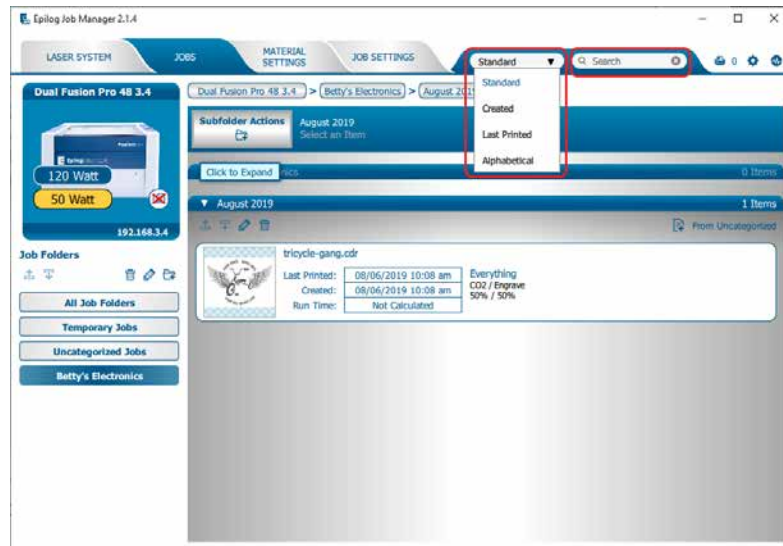 Epilog Job Manager 2.1.4
LASER SYSTEM
JOBS
MATERIAL SETTINGS
JOB SETTINGS
Standard
Search
0
Standard
Created
Last Printed
Alphabetical
Dual Fusion Pro 48 3.4
120 Watt
50 Watt
192.168.3.4
Dual Fusion Pro 48 3.4 > Betty's Electronics > August 201
Subfolder Actions
August 2019
Select an Item
Click to Expand
0 Items
August 2019
1 Items
From Uncategorized
tricycle-gang.cdr
Last Printed: 08/06/2019 10:08 am
Created: 08/06/2019 10:08 am
Run Time: Not Calculated
Everything
CO2 / Engrave
50% / 50%
Job Folders
All Job Folders
Temporary Jobs
Uncategorized Jobs
Betty's Electronics